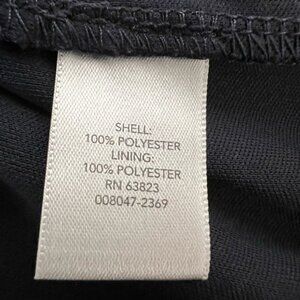 SHELL:
100% POLYESTER
LINING:
100% POLYESTER
RN 63823
008047-2369